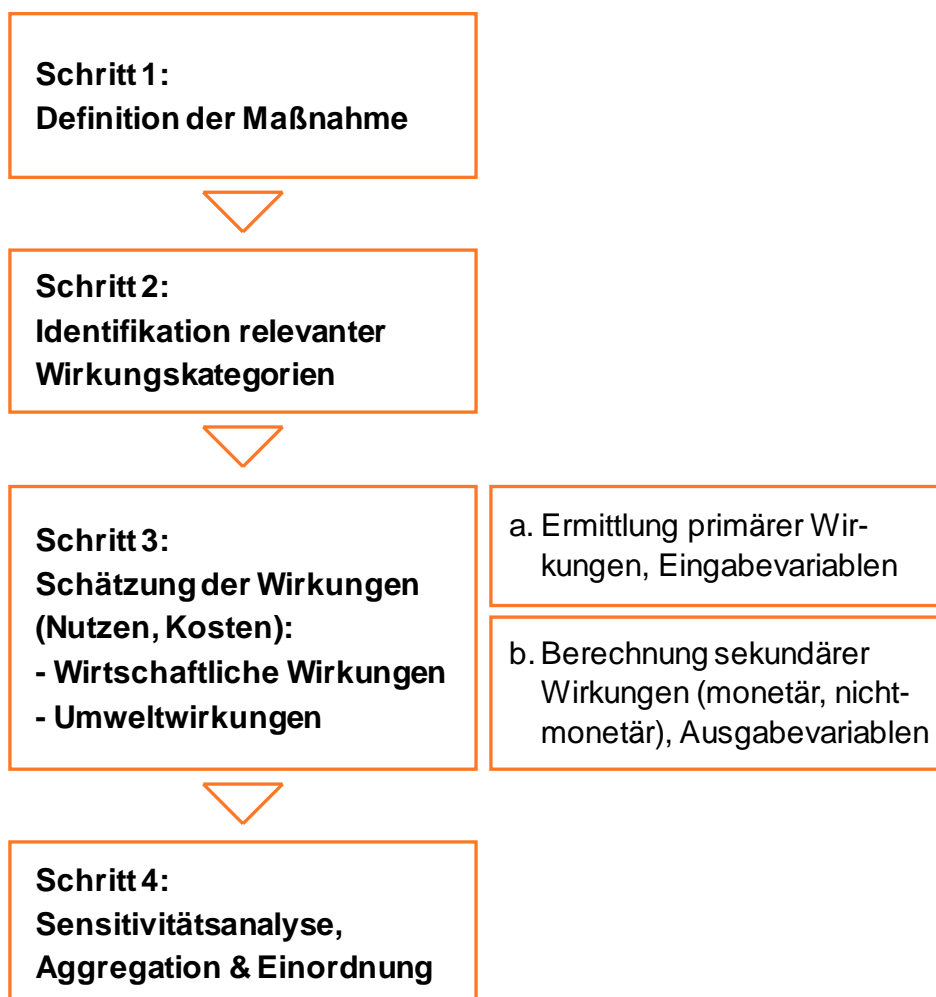 Schritt 1:
Definition der Maßnahme
Schritt 2:
Identifikation relevanter
Wirkungskategorien
Schritt 3:
Schätzung der Wirkungen
(Nutzen, Kosten):
- Wirtschaftliche Wirkungen
- Umweltwirkungen
a. Ermittlung primärer Wir-
kungen, Eingabevariablen
b. Berechnung sekundärer
Wirkungen (monetär, nicht-
monetär), Ausgabevariablen
Schritt 4:
Sensitivitätsanalyse,
Aggregation & Einordnung